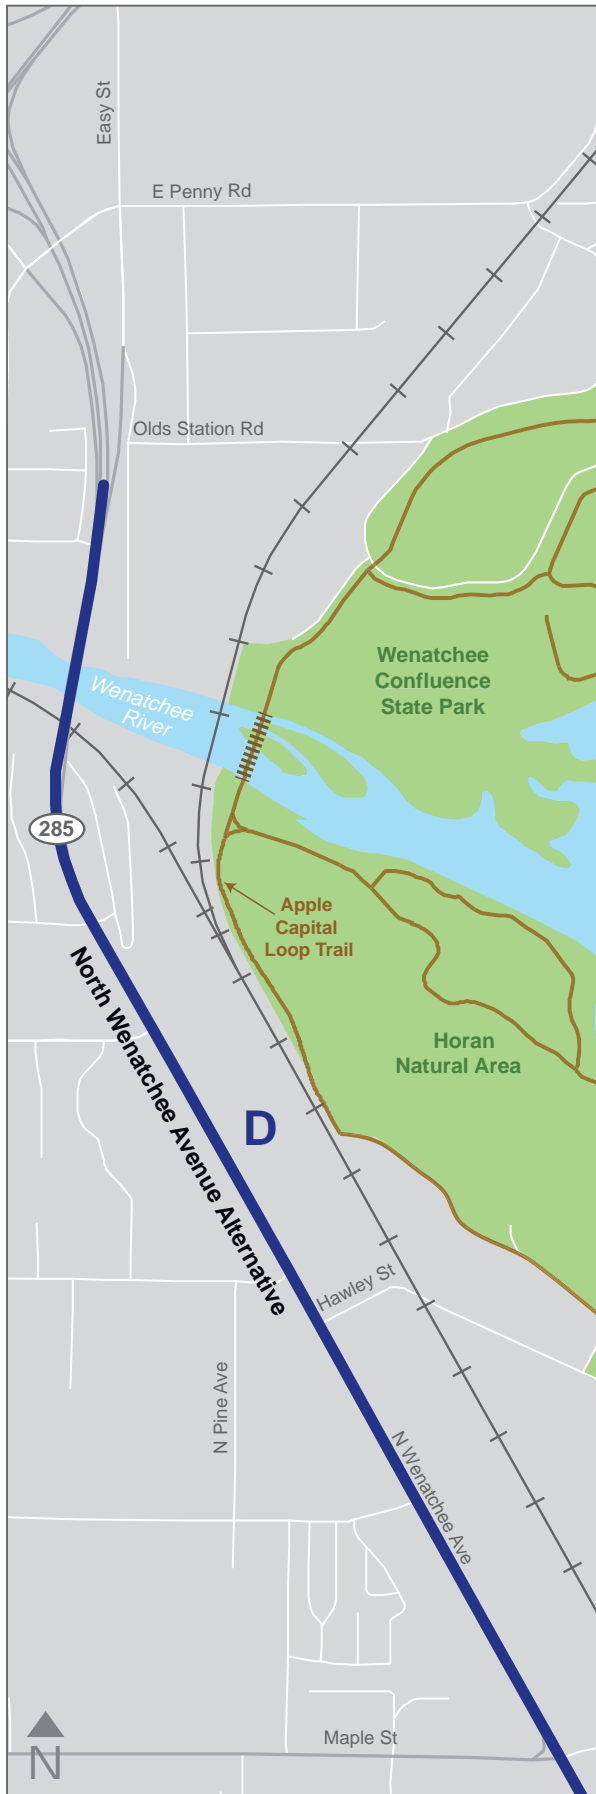 Easy St
E Penny Rd
Olds Station Rd
Wenatchee
Confluence
State Park
Wenatchee
River
285
Apple
Capital
Loop Trail
North Wenatchee Avenue Alternative
Horan
Natural Area
D
Hawley St
N Pine Ave
N Wenatchee Ave
Maple St
N